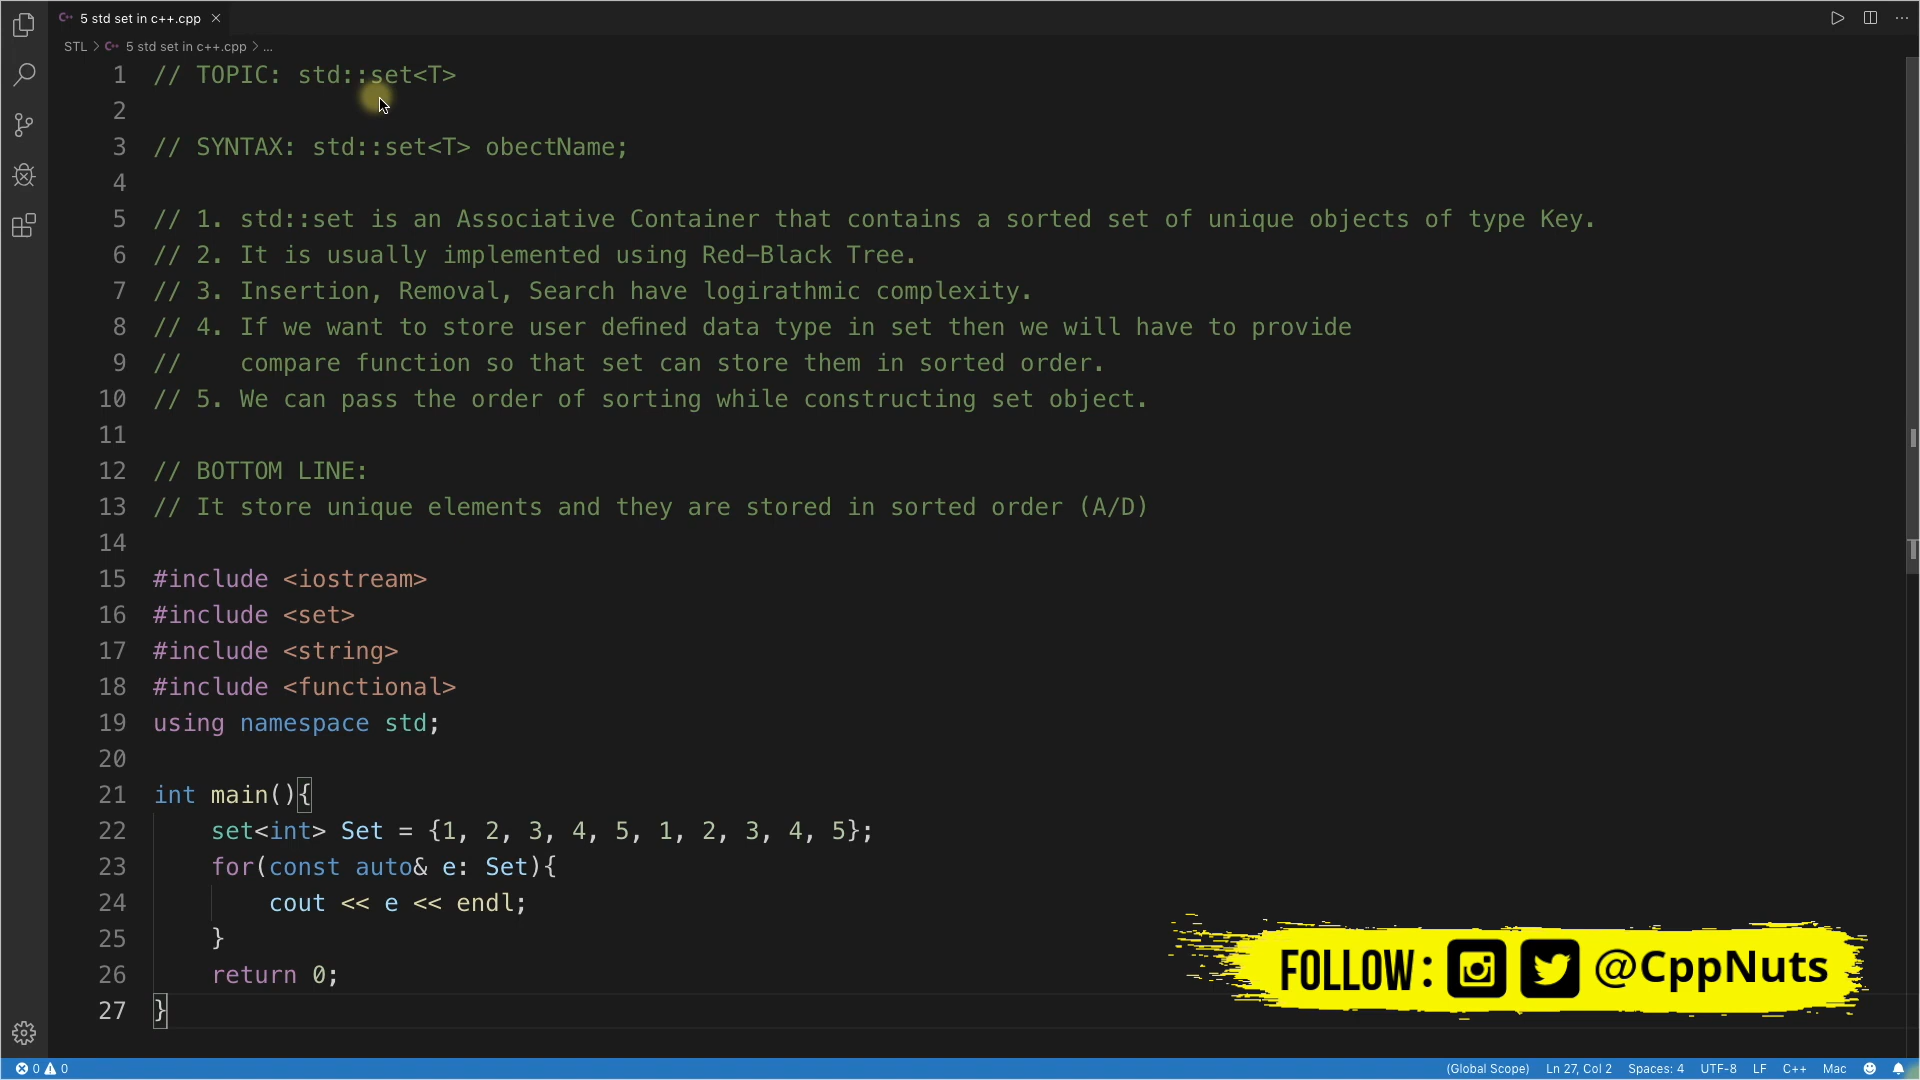 5 std set in c++.cpp
STL > 5 std set in c++.cpp > ...
1 // TOPIC: std::set<T>
2
3 // SYNTAX: std::set<T> obectName;
4
5 // 1. std::set is an Associative Container that contains a sorted set of unique objects of type Key.
6 // 2. It is usually implemented using Red-Black Tree.
7 // 3. Insertion, Removal, Search have logirathmic complexity.
8 // 4. If we want to store user defined data type in set then we will have to provide
9 //    compare function so that set can store them in sorted order.
10 // 5. We can pass the order of sorting while constructing set object.
11
12 // BOTTOM LINE:
13 // It store unique elements and they are stored in sorted order (A/D)
14
15 #include <iostream>
16 #include <set>
17 #include <string>
18 #include <functional>
19 using namespace std;
20
21 int main(){
22     set<int> Set = {1, 2, 3, 4, 5, 1, 2, 3, 4, 5};
23     for(const auto& e: Set){
24         cout << e << endl;
25     }
26     return 0;
27 }
FOLLOW: @CppNuts
0 0 (Global Scope) Ln 27, Col 2 Spaces: 4 UTF-8 LF C++ Mac